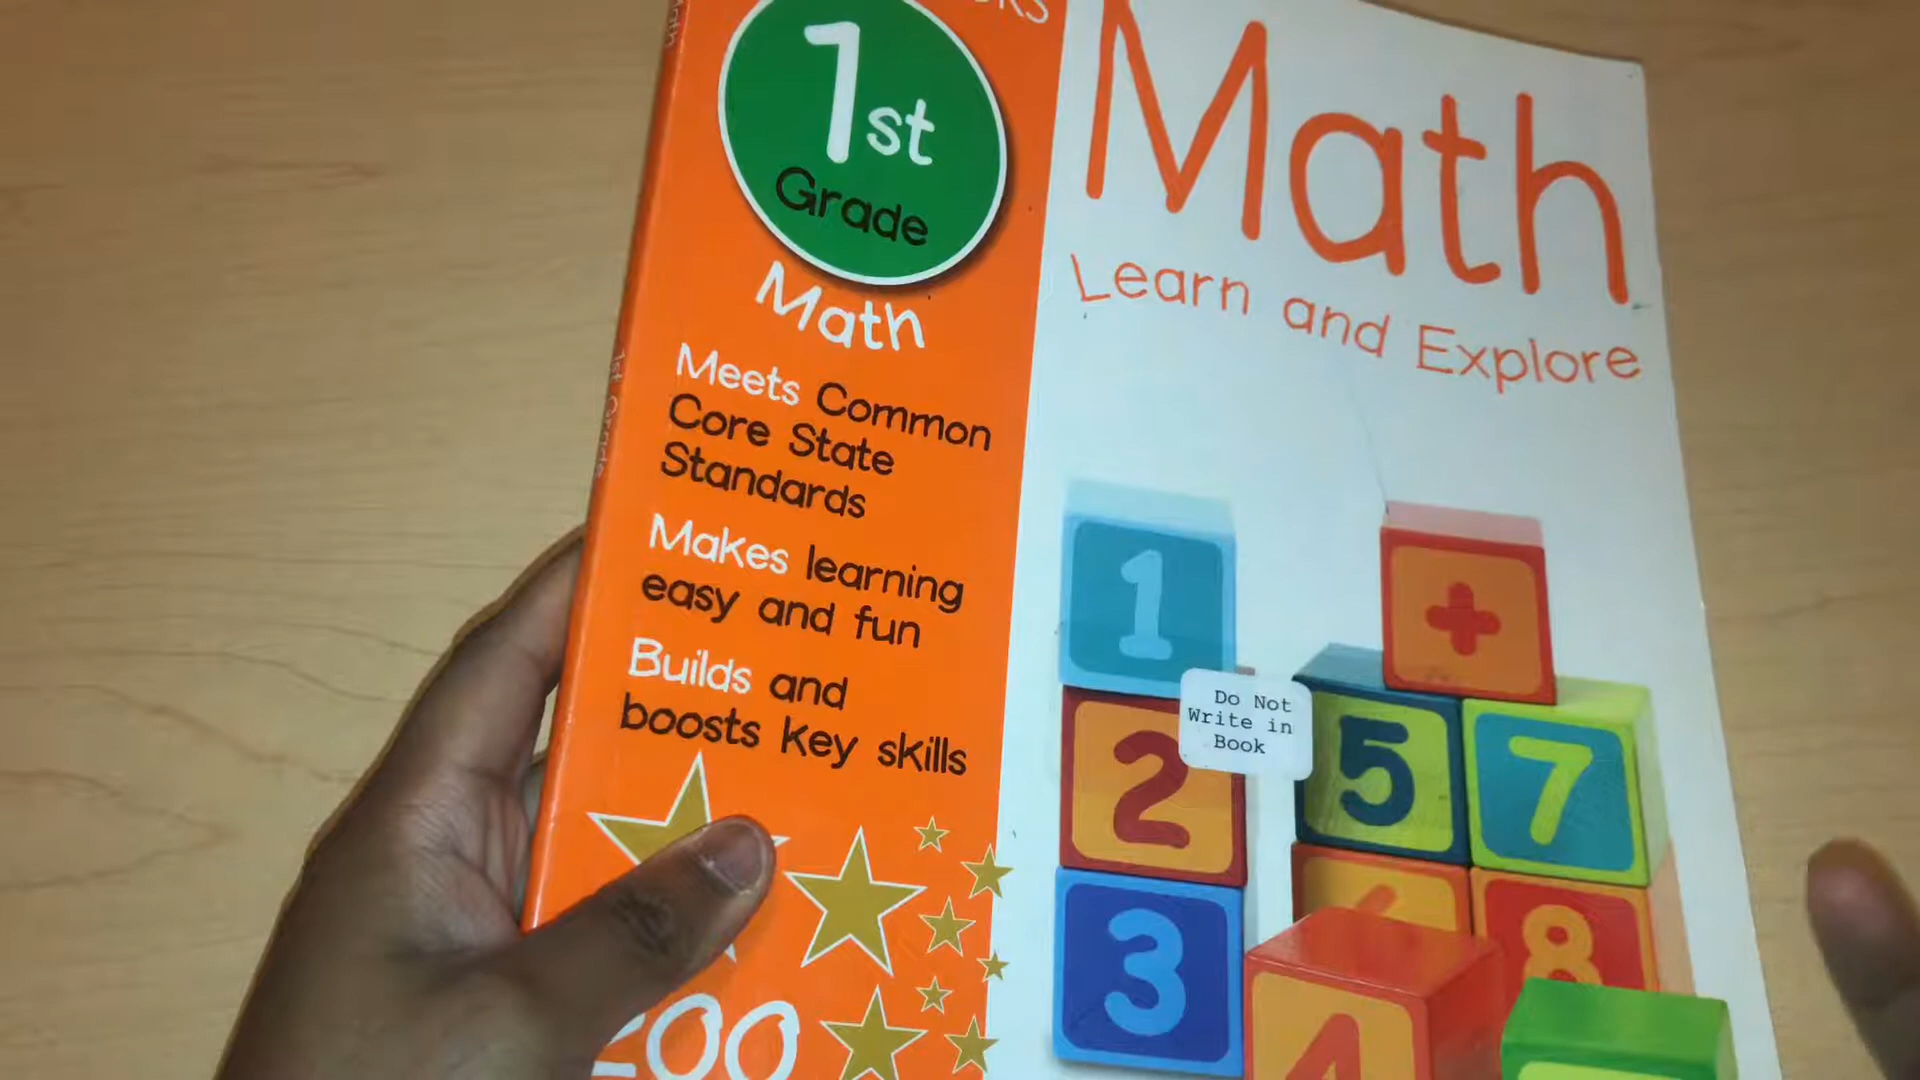 1st
Grade
Math
Meets Common
Core State
Standards
Makes learning
easy and fun
Builds and
boosts key skills
200
Math
Learn and Explore
1
+
Do Not
Write in
Book
2
5
7
3
8
4
Math
1st Grade